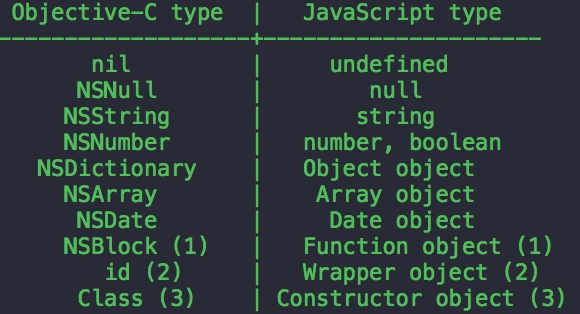 Objective-C type | JavaScript type
--------------------+---------------------
nil | undefined
NSNull | null
NSString | string
NSNumber | number, boolean
NSDictionary | Object object
NSArray | Array object
NSDate | Date object
NSBlock (1) | Function object (1)
id (2) | Wrapper object (2)
Class (3) | Constructor object (3)